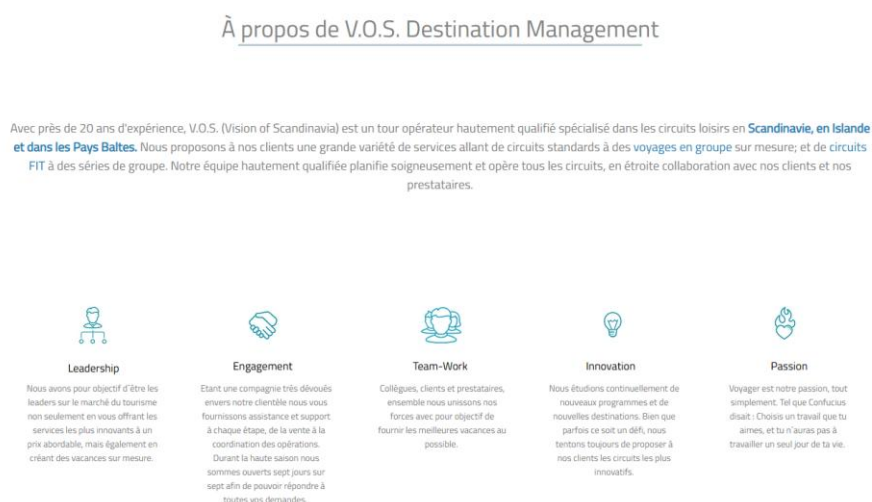 À propos de V.O.S. Destination Management
Avec près de 20 ans d'expérience, V.O.S. (Vision of Scandinavia) est un tour opérateur hautement qualifié spécialisé dans les circuits loisirs en Scandinavie, en Islande
et dans les Pays Baltes. Nous proposons à nos clients une grande variété de services allant de circuits standards à des voyages en groupe sur mesure; et de circuits
FIT à des séries de groupe. Notre équipe hautement qualifiée planifie soigneusement et opère tous les circuits, en étroite collaboration avec nos clients et nos
prestataires.
Leadership
Nous avons pour objectif d´être les
leaders sur le marché du tourisme
non seulement en vous offrant les
services les plus innovants à un
prix abordable, mais également en
créant des vacances sur mesure.
Engagement
Etant une compagnie très dévoués
envers notre clientèle nous vous
fournissons assistance et support
à chaque étape, de la vente à la
coordination des opérations.
Durant la haute saison nous
sommes ouverts sept jours sur
sept afin de pouvoir répondre à
toutes vos demandes.
Team-Work
Collègues, clients et prestataires,
ensemble nous unissons nos
forces avec pour objectif de
fournir les meilleures vacances au
possible.
Innovation
Nous étudions continuellement de
nouveaux programmes et de
nouvelles destinations. Bien que
parfois ce soit un défi, nous
tentons toujours de proposer à
nos clients les circuits les plus
innovatifs.
Passion
Voyager est notre passion, tout
simplement. Tel que Confucius
disait : Choisis un travail que tu
aimes, et tu n´auras pas à
travailler un seul jour de ta vie.